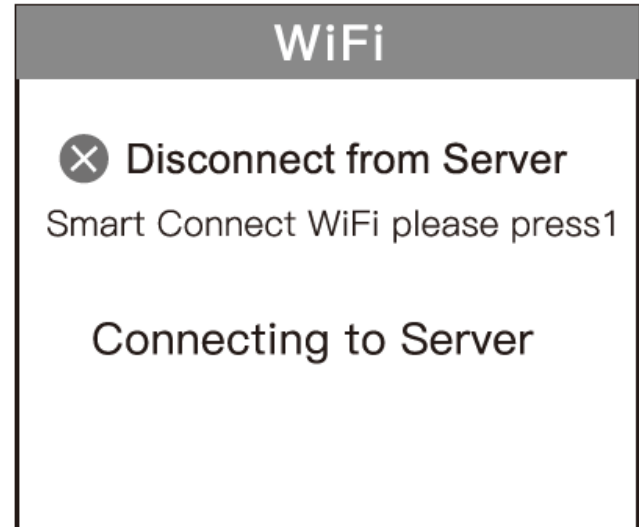 WiFi
Disconnect from Server
Smart Connect WiFi please press1
Connecting to Server